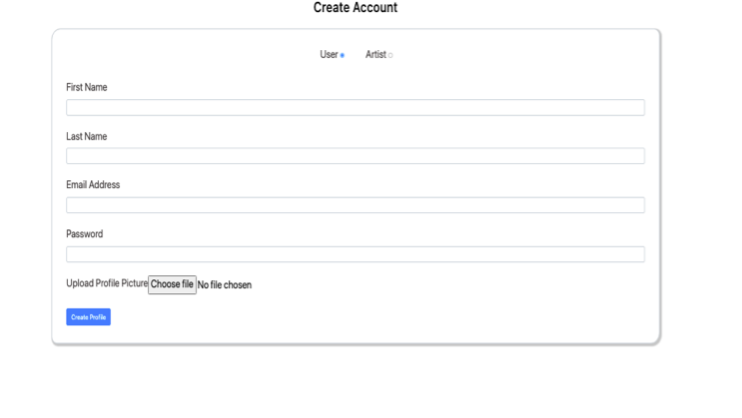 Create Account
User Artist
First Name
Last Name
Email Address
Password
Upload Profile Picture Choose file No file chosen
Create Profile